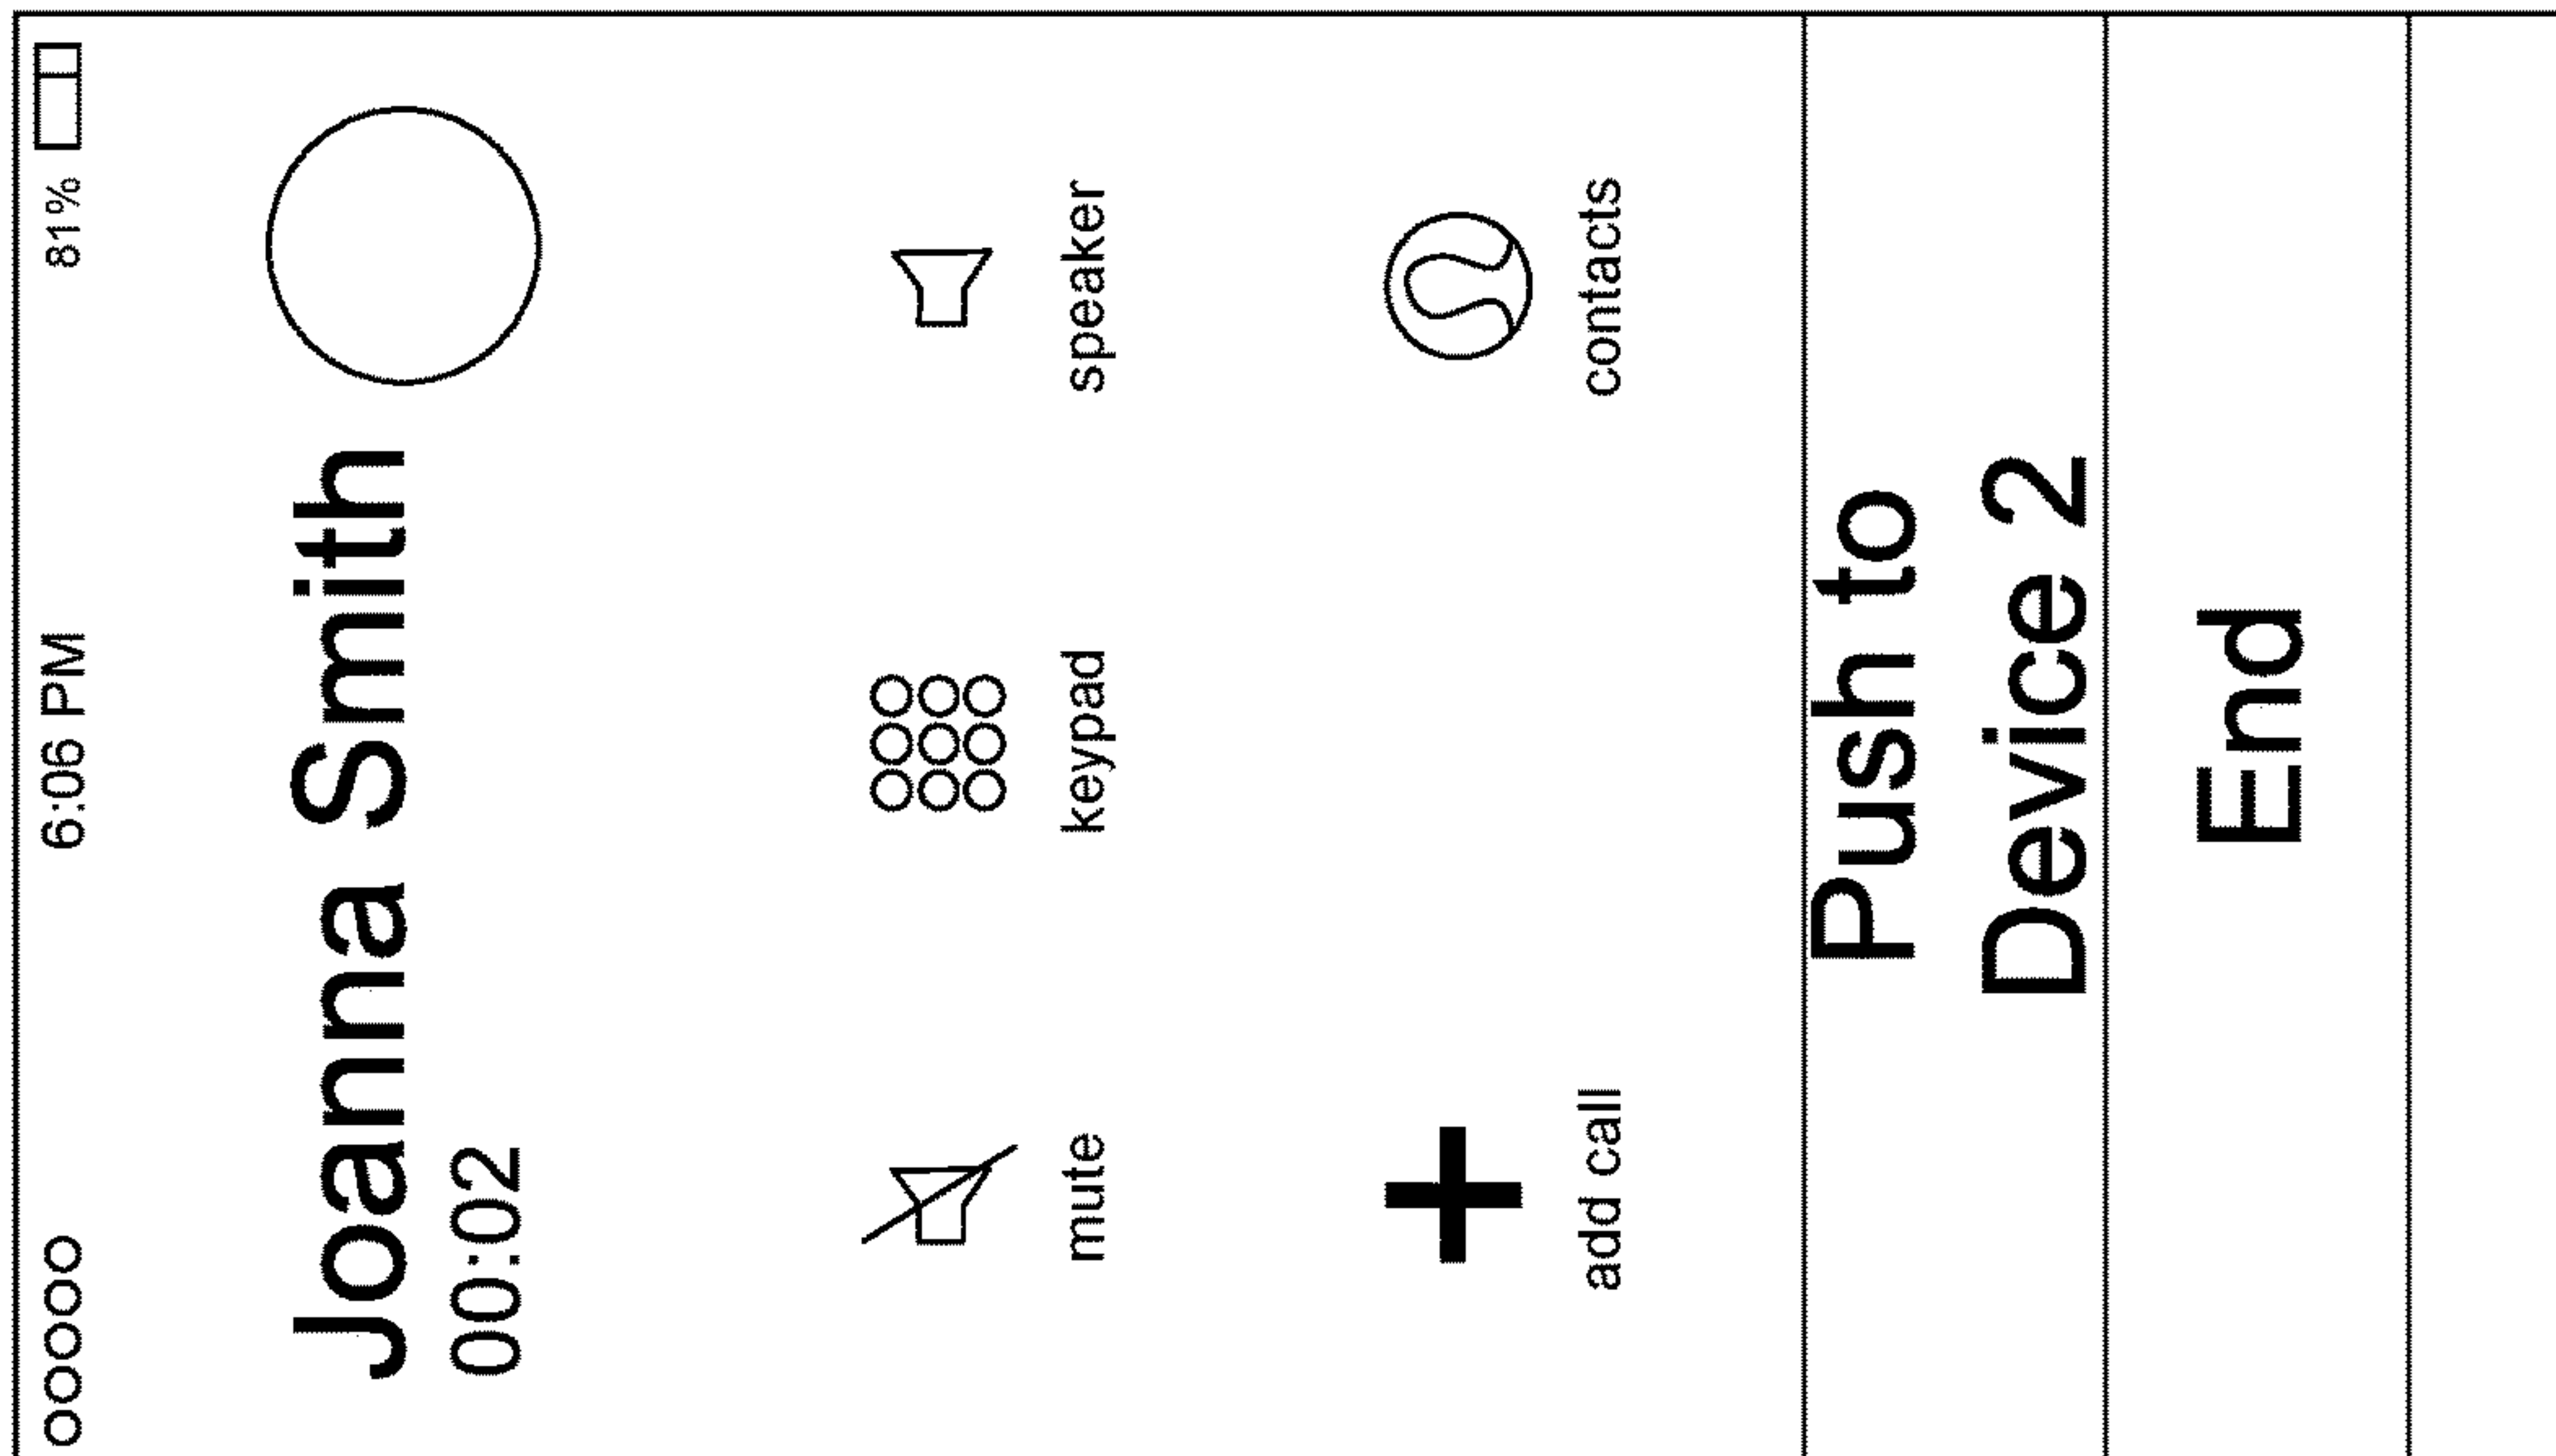 6:06 PM 81%
Joanna Smith
00:02
mute keypad speaker
add call contacts
Push to
Device 2
End